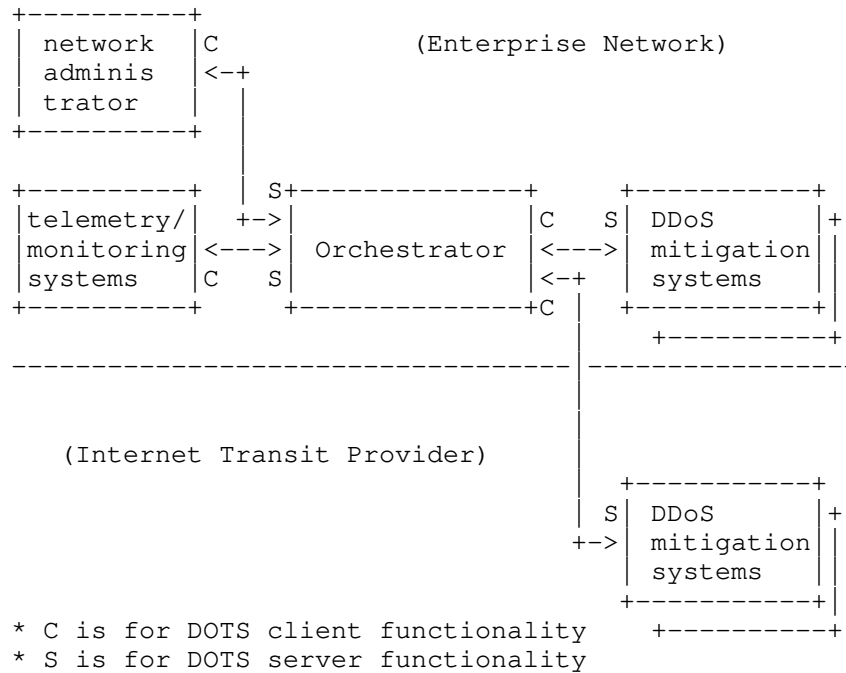 +----------+
| network  |C            (Enterprise Network)
| adminis  |<-+
| trator   |  |
+----------+  |
              |
+----------+  | S+--------------+     +-----------+
|telemetry/|  +->|              |C   S| DDoS      |+
|monitoring|<--->| Orchestrator |<--->| mitigation||
|systems   |C   S|              |<-+  | systems   ||
+----------+     +--------------+C |  +-----------+|
                                   |    +----------+
-----------------------------------|-----------------
                                   |
                                   |
   (Internet Transit Provider)     |
                                   |  +-----------+
                                   | S| DDoS      |+
                                   +->| mitigation||
                                      | systems   ||
                                      +-----------+|
* C is for DOTS client functionality    +----------+
* S is for DOTS server functionality